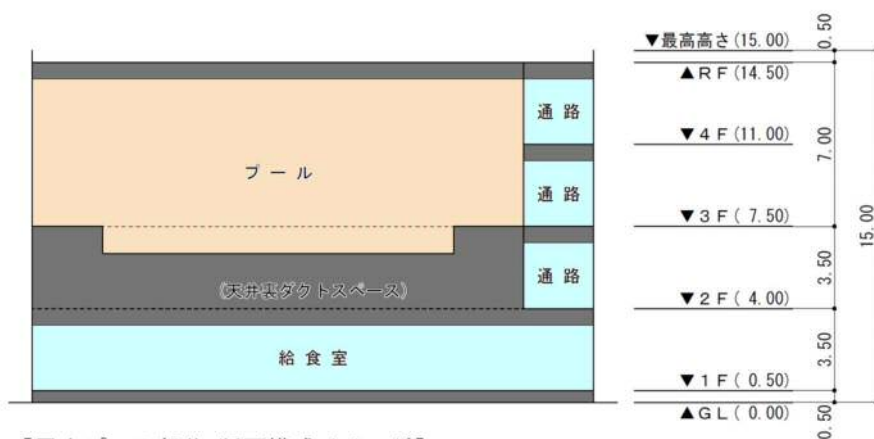 ▼最高高さ(15.00)
0.50
▲RF(14.50)
通路
▼4F(11.00)
7.00
プール
通路
▼3F( 7.50)
15.00
3.50
通路
(天井裏ダクトスペース)
▼2F( 4.00)
3.50
給食室
▼1F( 0.50)
▲GL( 0.00)
0.50